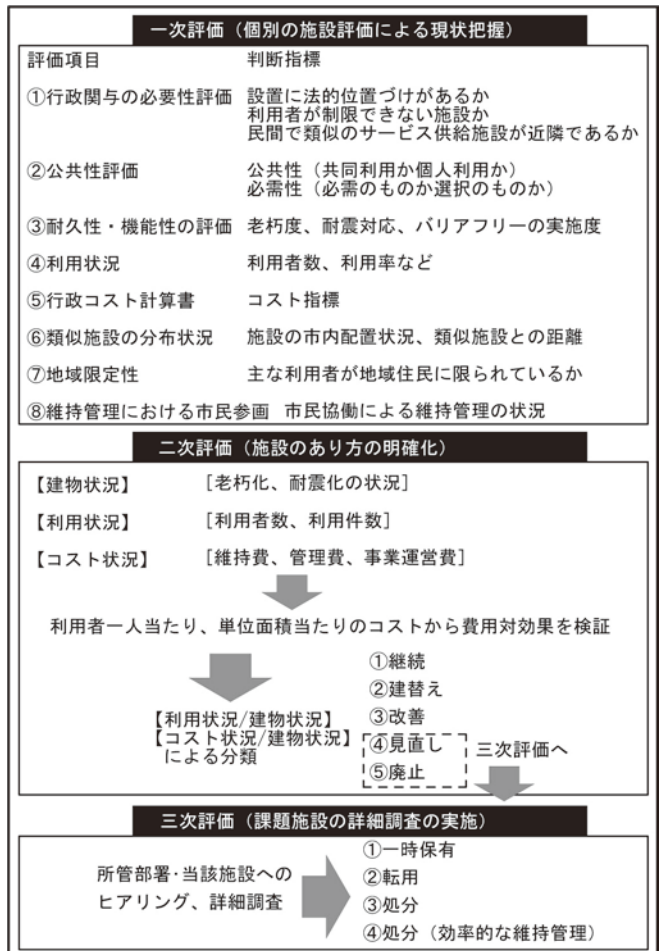 一次評価（個別の施設評価による現状把握）
評価項目　判断指標
①行政関与の必要性評価　設置に法的位置づけがあるか
利用者が制限できない施設か
民間で類似のサービス供給施設が近隣であるか
②公共性評価　公共性（共同利用か個人利用か）
必需性（必需のものか選択のものか）
③耐久性・機能性の評価　老朽度、耐震対応、バリアフリーの実施度
④利用状況　利用者数、利用率など
⑤行政コスト計算書　コスト指標
⑥類似施設の分布状況　施設の市内配置状況、類似施設との距離
⑦地域限定性　主な利用者が地域住民に限られているか
⑧維持管理における市民参画　市民協働による維持管理の状況
二次評価（施設のあり方の明確化）
【建物状況】　［老朽化、耐震化の状況］
【利用状況】　［利用者数、利用件数］
【コスト状況】　［維持費、管理費、事業運営費］
利用者一人当たり、単位面積当たりのコストから費用対効果を検証
【利用状況/建物状況】
【コスト状況/建物状況】
による分類
①継続
②建替え
③改善
④見直し
⑤廃止
三次評価へ
三次評価（課題施設の詳細調査の実施）
所管部署・当該施設への
ヒアリング、詳細調査
①一時保有
②転用
③処分
④処分（効率的な維持管理）